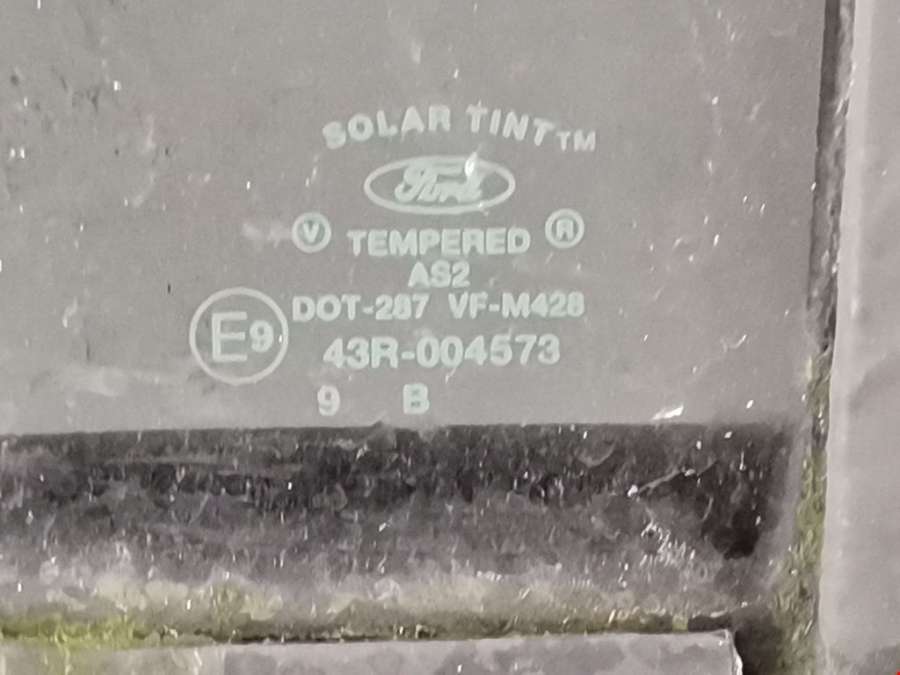 SOLAR TINT™
Ford
V TEMPERED R
AS2
DOT-287 VF-M428
E9 43R-004573
9 B